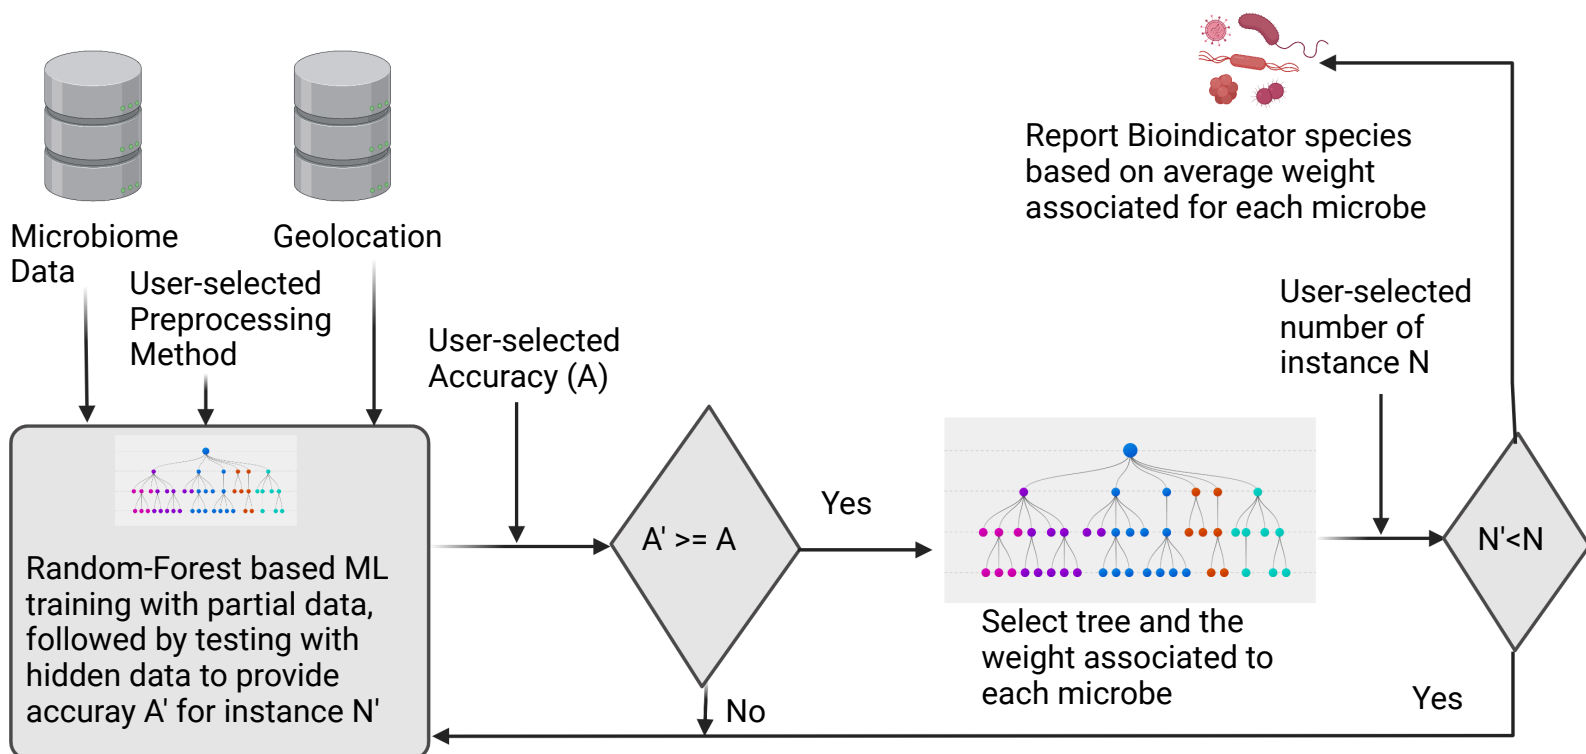 Microbiome
Data
Geolocation
User-selected
Preprocessing
Method
User-selected
Accuracy (A)
Random-Forest based ML
training with partial data,
followed by testing with
hidden data to provide
accuray A' for instance N'
A' >= A
Yes
No
Select tree and the
weight associated to
each microbe
User-selected
number of
instance N
N'<N
Yes
Report Bioindicator species
based on average weight
associated for each microbe